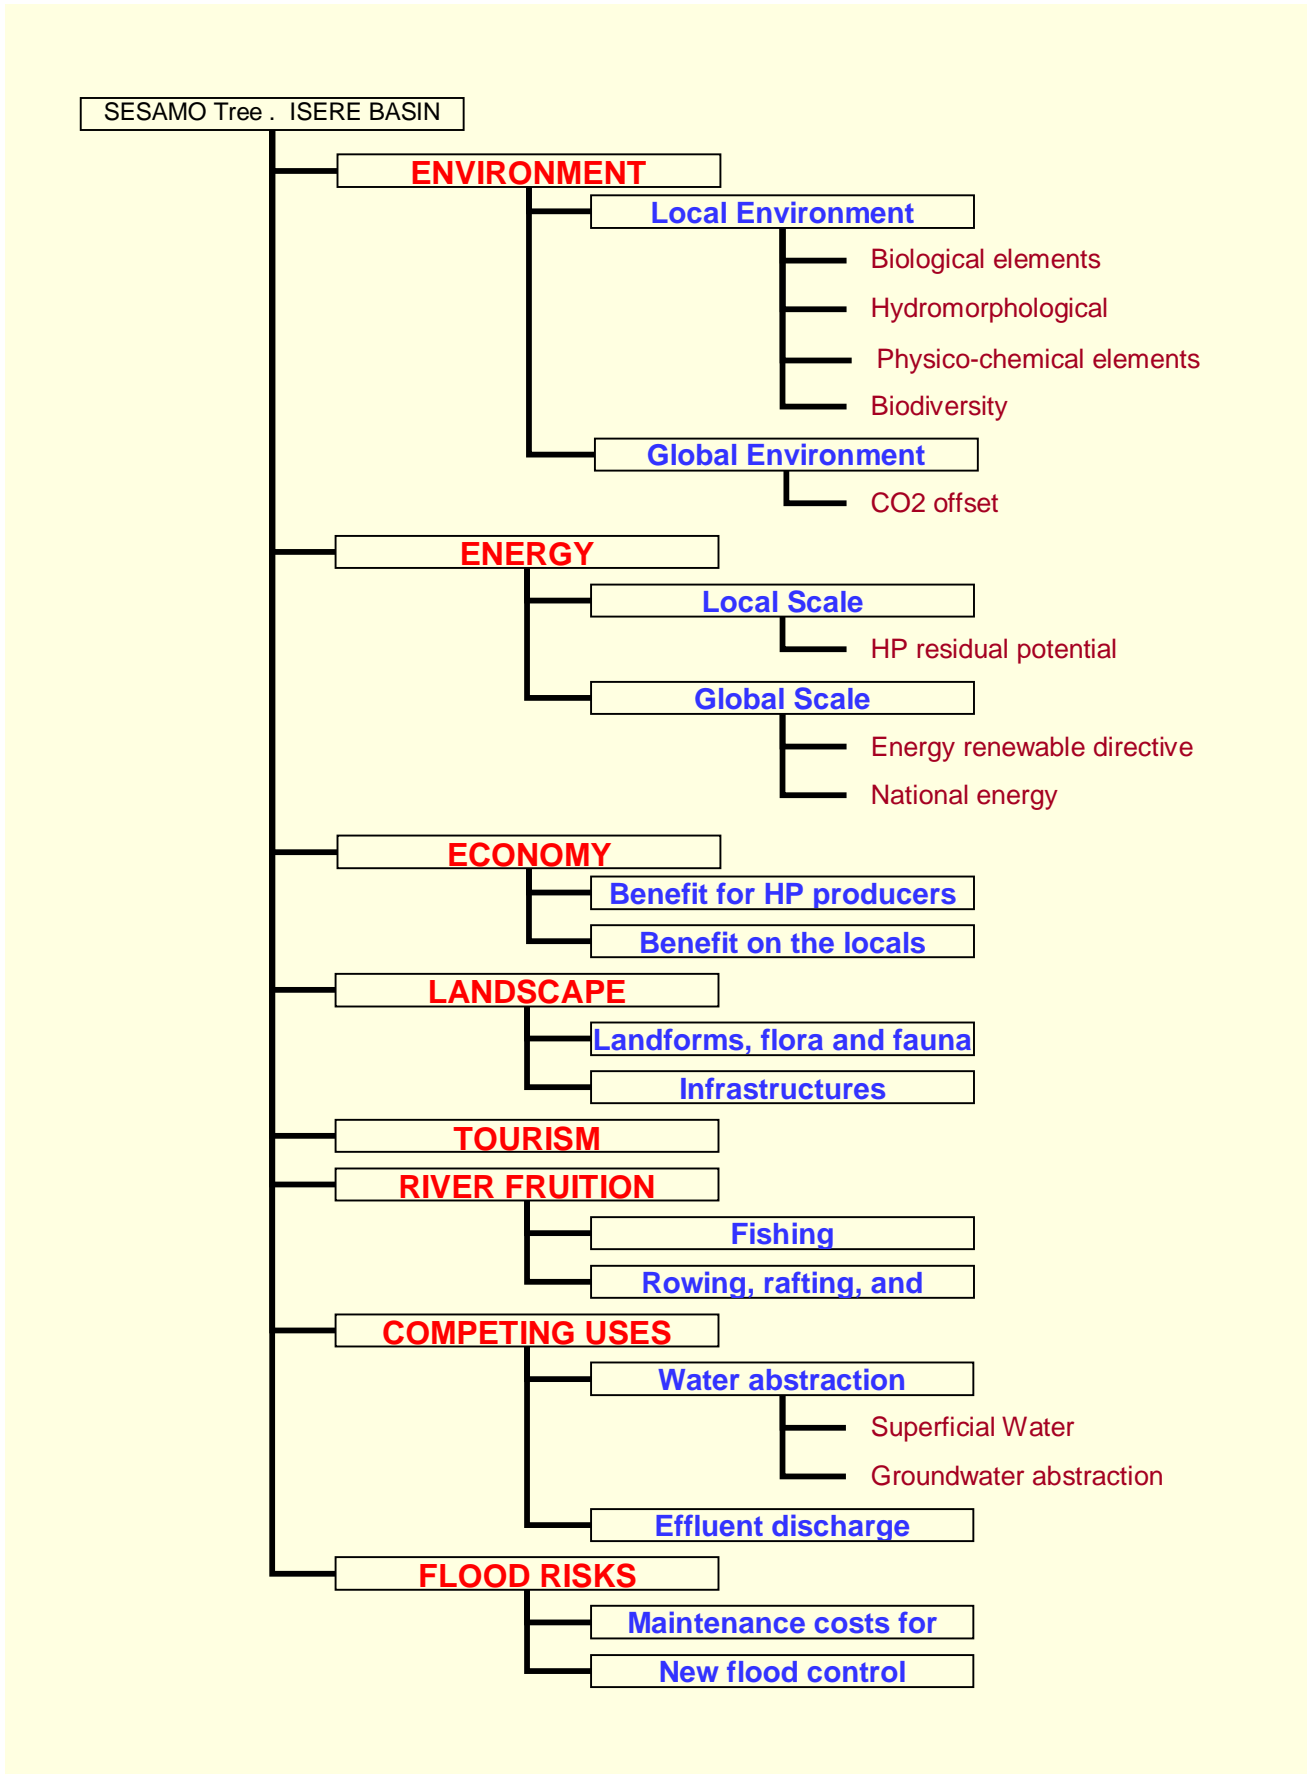 SESAMO Tree .  ISERE BASIN
ENVIRONMENT
Local Environment
Biological elements
Hydromorphological
Physico-chemical elements
Biodiversity
Global Environment
CO2 offset
ENERGY
Local Scale
HP residual potential
Global Scale
Energy renewable directive
National energy
ECONOMY
Benefit for HP producers
Benefit on the locals
LANDSCAPE
Landforms, flora and fauna
Infrastructures
TOURISM
RIVER FRUITION
Fishing
Rowing, rafting, and
COMPETING USES
Water abstraction
Superficial Water
Groundwater abstraction
Effluent discharge
FLOOD RISKS
Maintenance costs for
New flood control